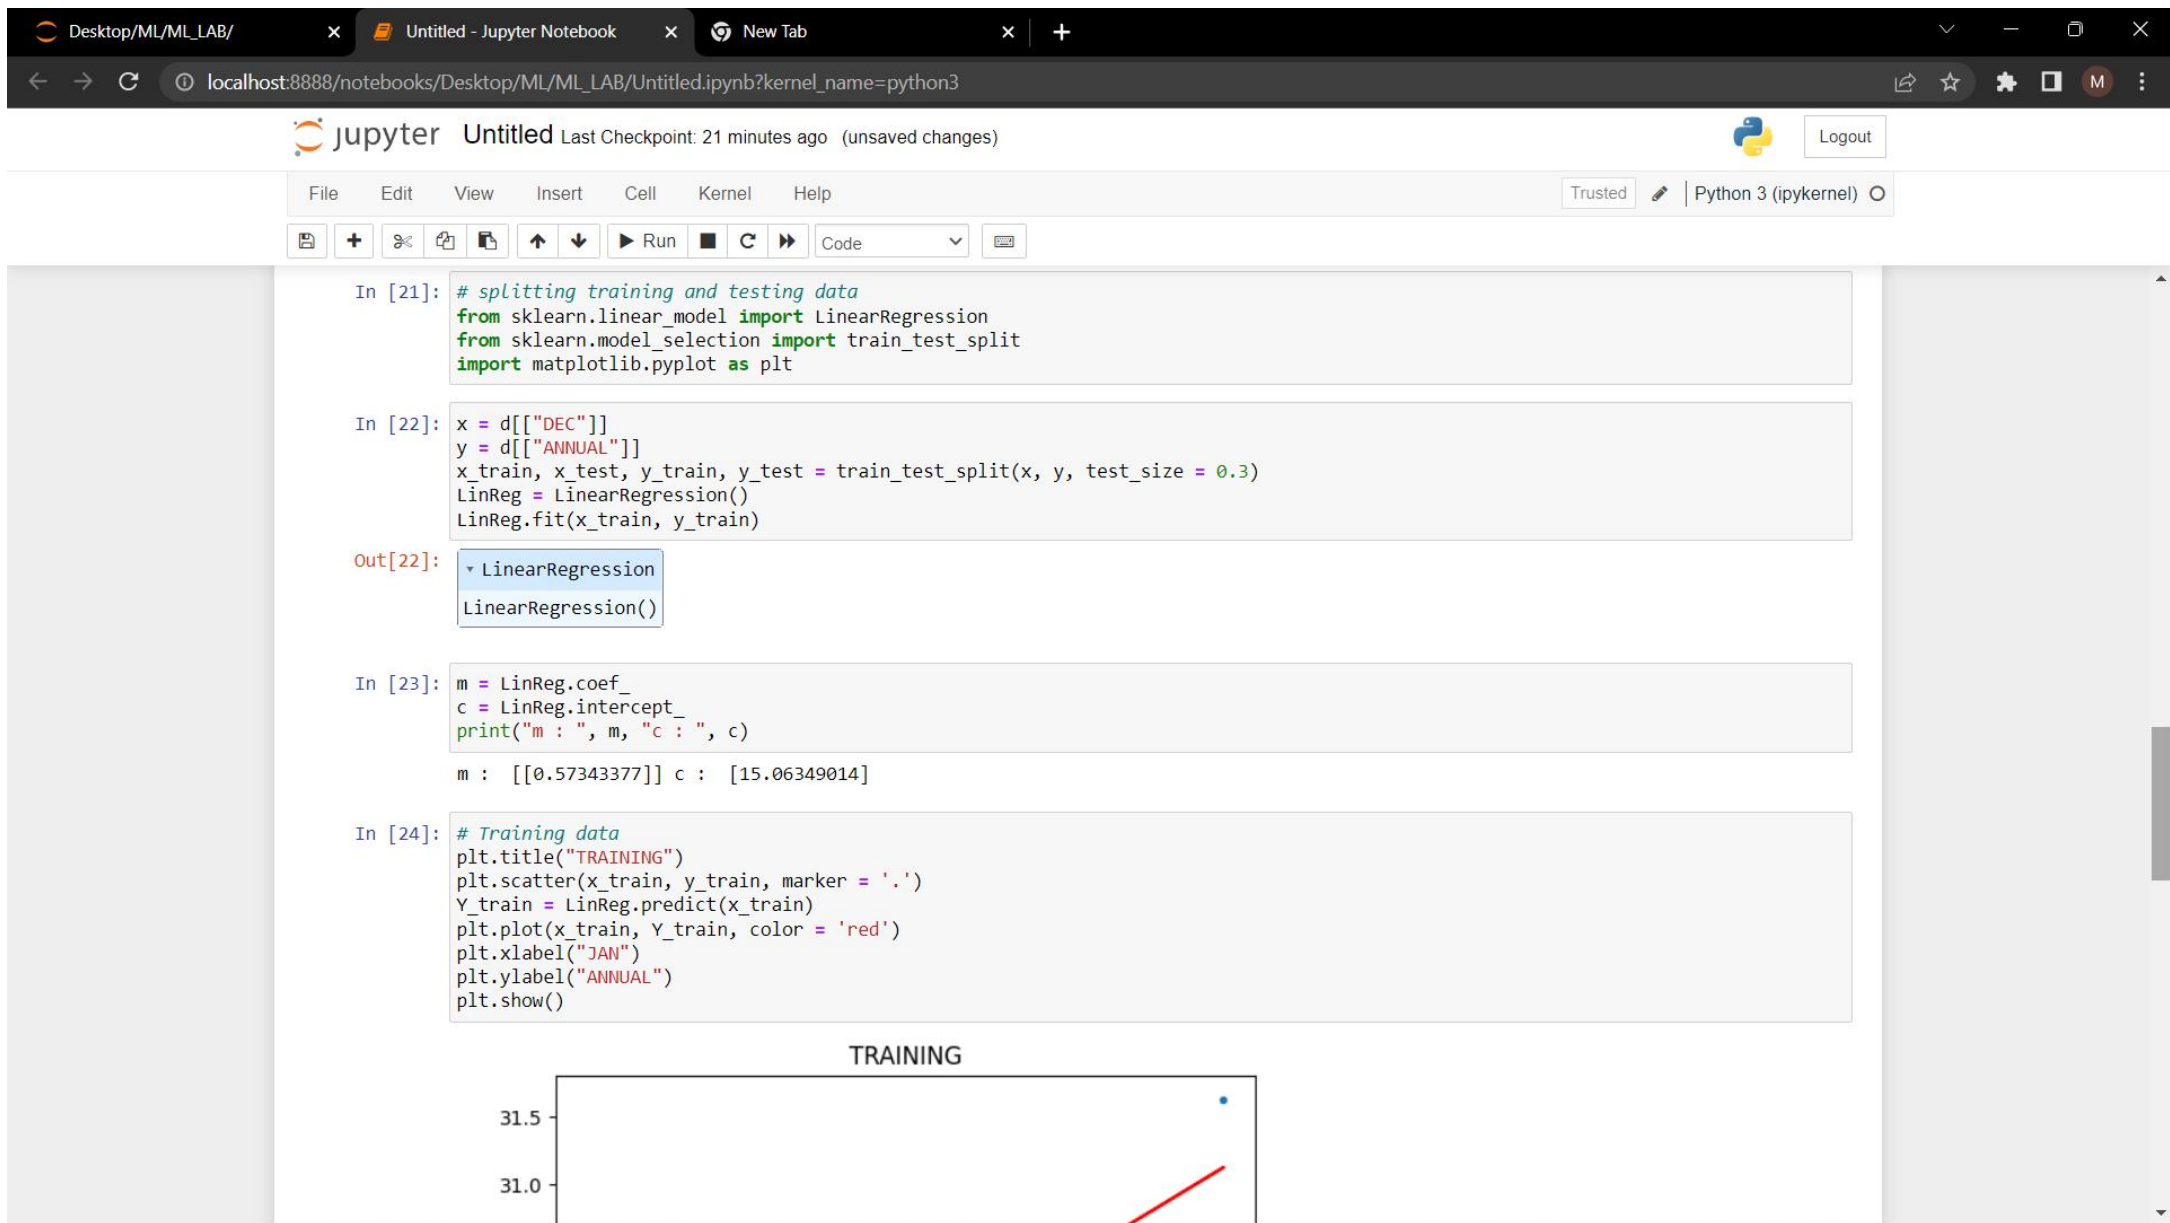 Desktop/ML/ML_LAB/
Untitled - Jupyter Notebook
New Tab
localhost:8888/notebooks/Desktop/ML/ML_LAB/Untitled.ipynb?kernel_name=python3
M
jupyter Untitled Last Checkpoint: 21 minutes ago (unsaved changes)
Logout
File Edit View Insert Cell Kernel Help
Trusted Python 3 (ipykernel)
Run Code
In [21]: # splitting training and testing data
from sklearn.linear_model import LinearRegression
from sklearn.model_selection import train_test_split
import matplotlib.pyplot as plt
In [22]: x = d[["DEC"]]
y = d[["ANNUAL"]]
x_train, x_test, y_train, y_test = train_test_split(x, y, test_size = 0.3)
LinReg = LinearRegression()
LinReg.fit(x_train, y_train)
Out[22]: LinearRegression
LinearRegression()
In [23]: m = LinReg.coef_
c = LinReg.intercept_
print("m : ", m, "c : ", c)
m :  [[0.57343377]] c :  [15.06349014]
In [24]: # Training data
plt.title("TRAINING")
plt.scatter(x_train, y_train, marker = '.')
Y_train = LinReg.predict(x_train)
plt.plot(x_train, Y_train, color = 'red')
plt.xlabel("JAN")
plt.ylabel("ANNUAL")
plt.show()
TRAINING
31.5
31.0